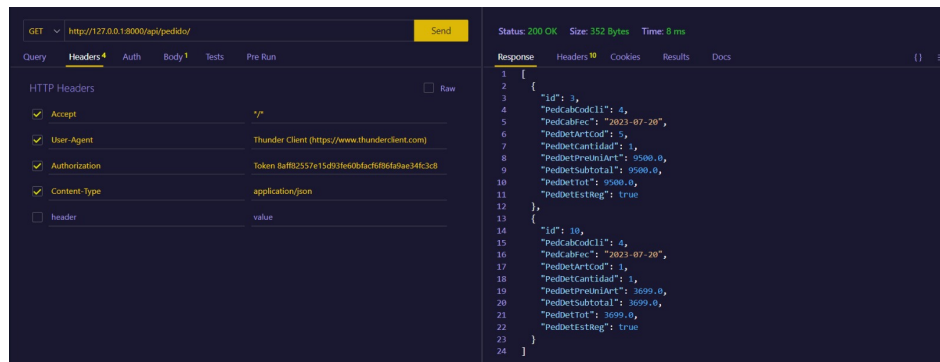 GET http://127.0.0.1:8000/api/pedido/ Send
Query Headers 4 Auth Body 1 Tests Pre Run
HTTP Headers Raw
Accept */*
User-Agent Thunder Client (https://www.thunderclient.com)
Authorization Token 8aff82557e15d93fe60bfacf6f86fa9ae34fc3c8
Content-Type application/json
header value
Status: 200 OK Size: 352 Bytes Time: 8 ms
Response Headers 10 Cookies Results Docs {}
1 [
2 {
3 "id": 3,
4 "PedCabCodCli": 4,
5 "PedCabFec": "2023-07-20",
6 "PedDetArtCod": 5,
7 "PedDetCantidad": 1,
8 "PedDetPreUniArt": 9500.0,
9 "PedDetSubtotal": 9500.0,
10 "PedDetTot": 9500.0,
11 "PedDetEstReg": true
12 },
13 {
14 "id": 10,
15 "PedCabCodCli": 4,
16 "PedCabFec": "2023-07-20",
17 "PedDetArtCod": 1,
18 "PedDetCantidad": 1,
19 "PedDetPreUniArt": 3699.0,
20 "PedDetSubtotal": 3699.0,
21 "PedDetTot": 3699.0,
22 "PedDetEstReg": true
23 }
24 ]